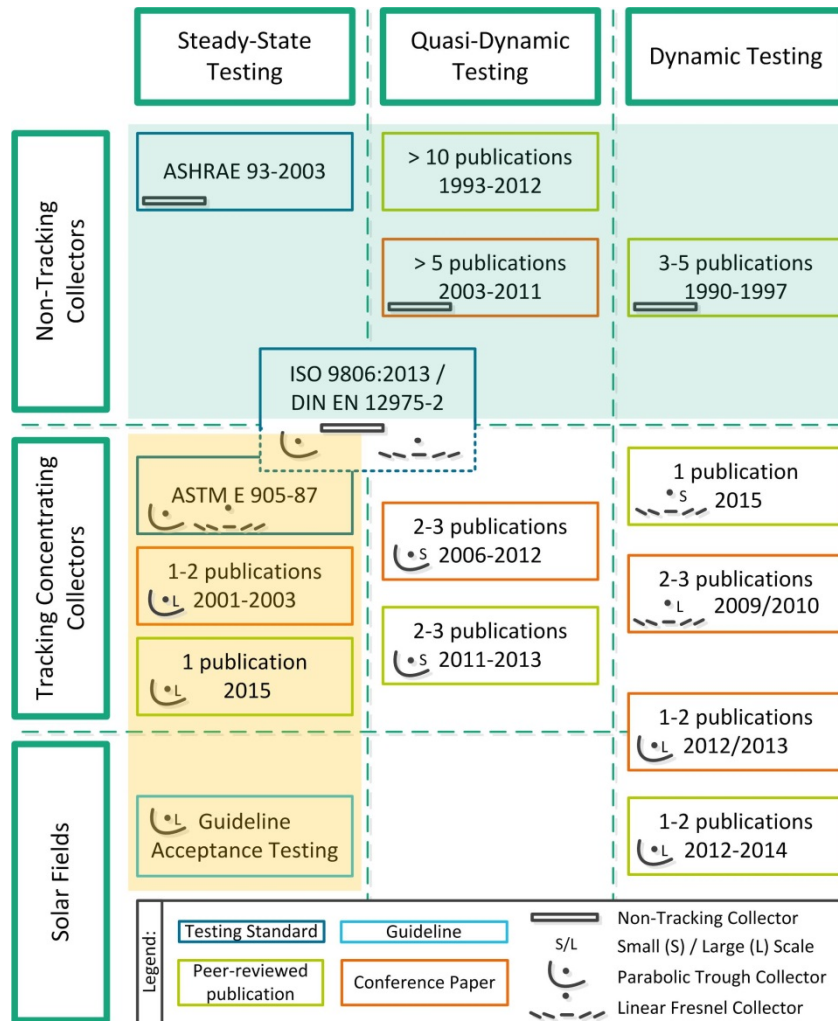 Steady-State
Testing
Quasi-Dynamic
Testing
Dynamic Testing
Non-Tracking
Collectors
ASHRAE 93-2003
> 10 publications
1993-2012
> 5 publications
2003-2011
3-5 publications
1990-1997
ISO 9806:2013 /
DIN EN 12975-2
Tracking Concentrating
Collectors
ASTM E 905-87
1-2 publications
L 2001-2003
1 publication
L 2015
2-3 publications
S 2006-2012
2-3 publications
S 2011-2013
1 publication
S 2015
2-3 publications
L 2009/2010
1-2 publications
L 2012/2013
Solar Fields
L Guideline
Acceptance Testing
1-2 publications
L 2012-2014
Legend:
Testing Standard
Guideline
Peer-reviewed
publication
Conference Paper
Non-Tracking Collector
S/L Small (S) / Large (L) Scale
Parabolic Trough Collector
Linear Fresnel Collector